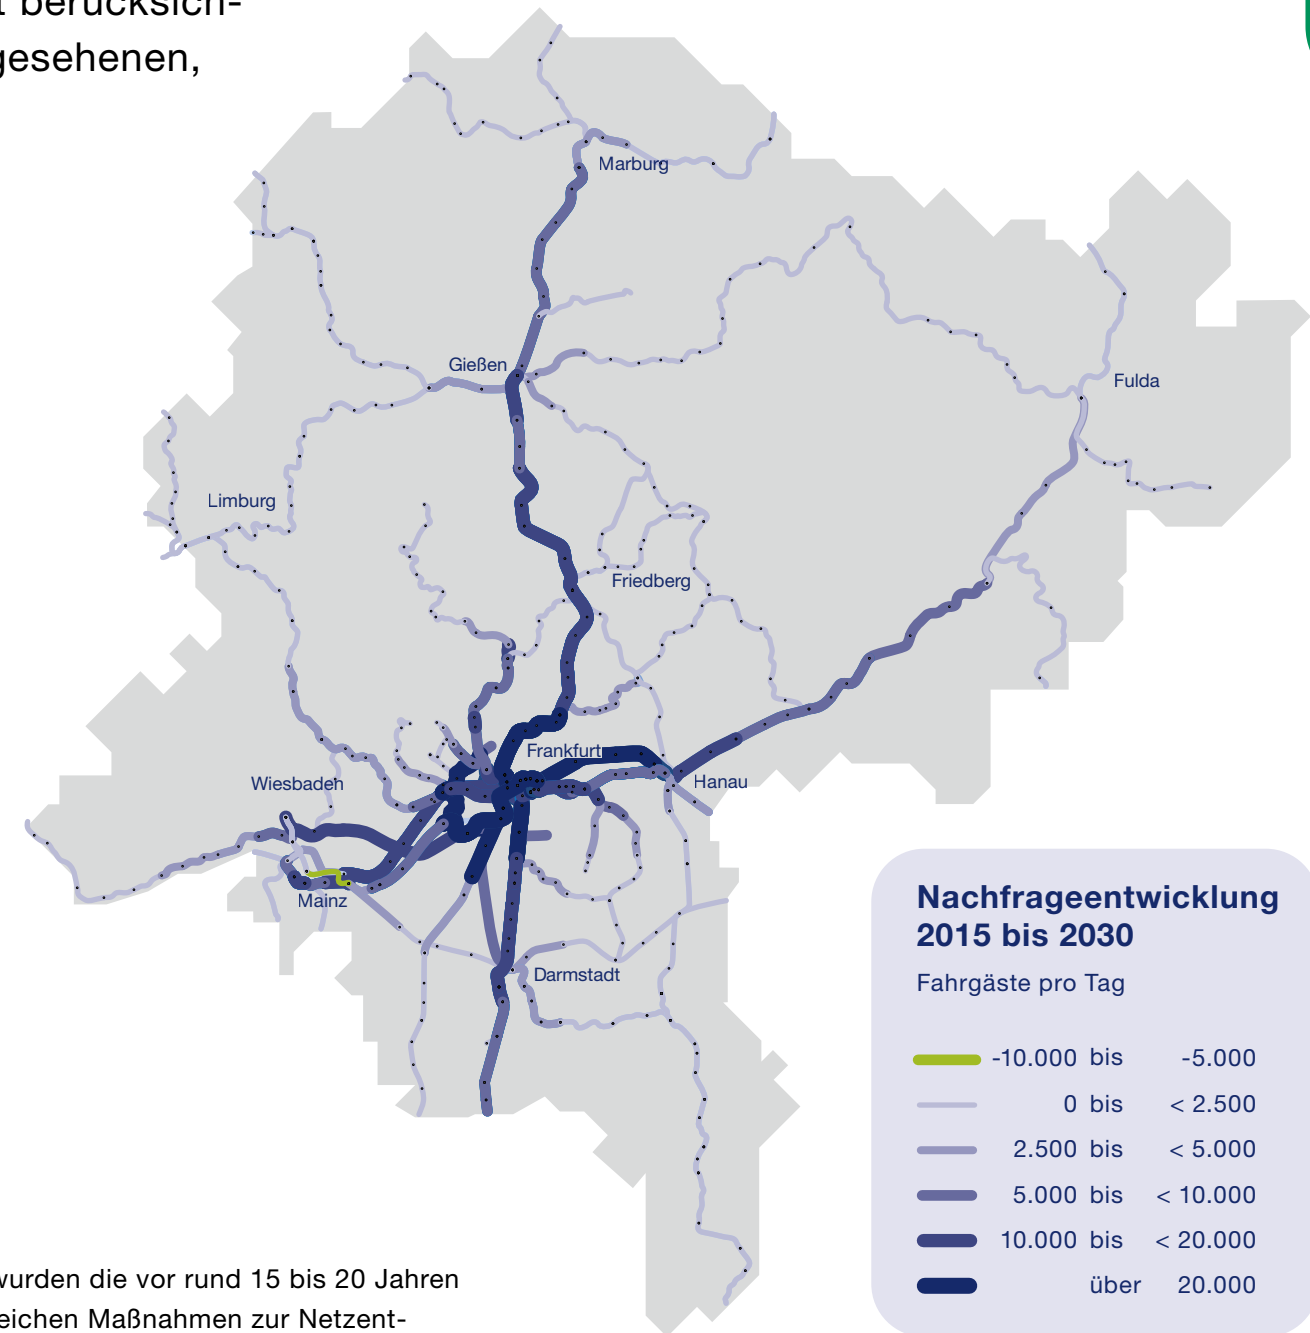 t berücksich-
gesehenen,
Marburg
Gießen
Fulda
Limburg
Friedberg
Frankfurt
Wiesbaden
Hanau
Mainz
Darmstadt
Nachfrageentwicklung
2015 bis 2030
Fahrgäste pro Tag
-10.000 bis -5.000
0 bis < 2.500
2.500 bis < 5.000
5.000 bis < 10.000
10.000 bis < 20.000
über 20.000
wurden die vor rund 15 bis 20 Jahren
eichen Maßnahmen zur Netzent-